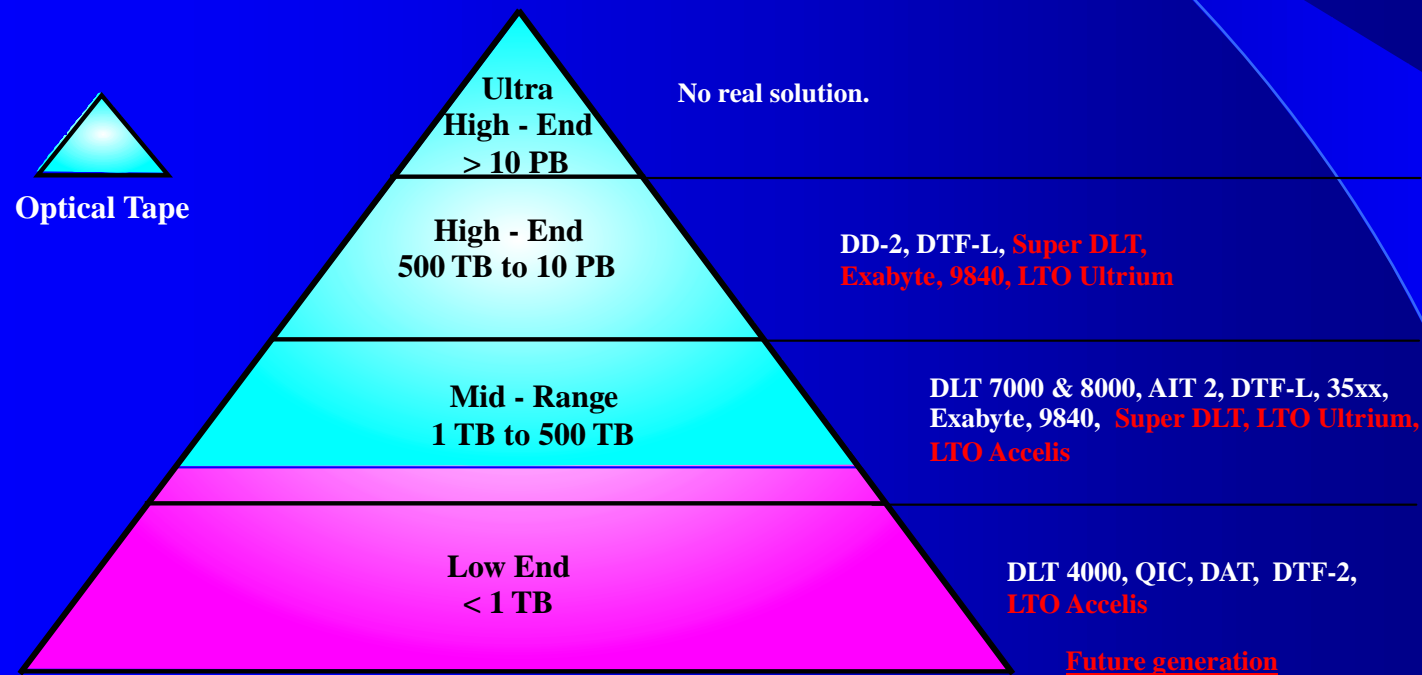 Ultra
High - End
> 10 PB
No real solution.
Optical Tape
High - End
500 TB to 10 PB
DD-2, DTF-L, Super DLT,
Exabyte, 9840, LTO Ultrium
Mid - Range
1 TB to 500 TB
DLT 7000 & 8000, AIT 2, DTF-L, 35xx,
Exabyte, 9840, Super DLT, LTO Ultrium,
LTO Accelis
Low End
< 1 TB
DLT 4000, QIC, DAT, DTF-2,
LTO Accelis
Future generation